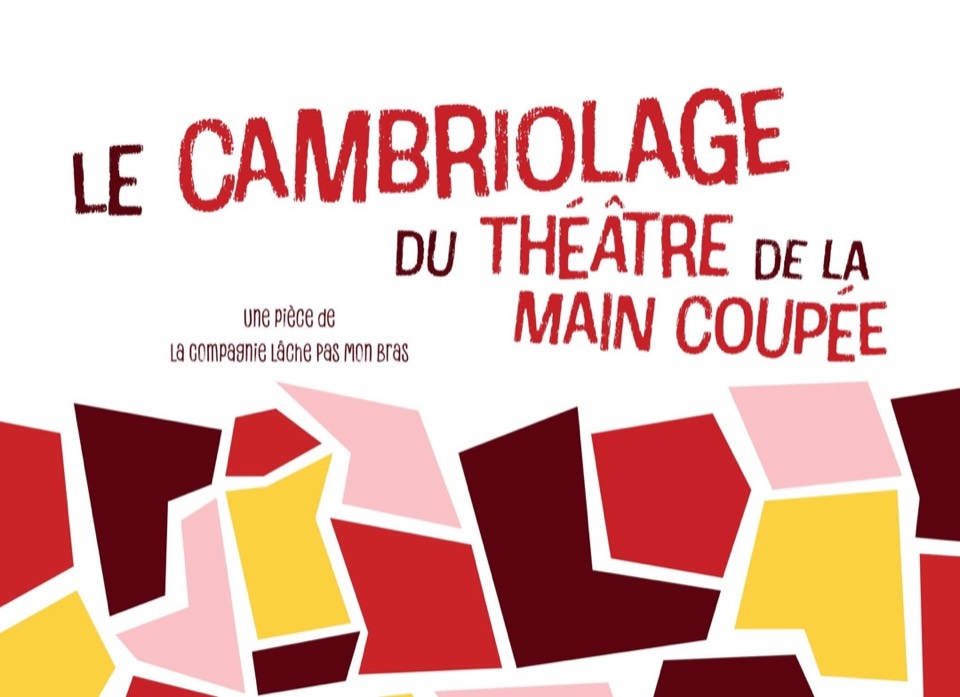 LE CAMBRIOLAGE
DU THÉÂTRE DE LA
MAIN COUPÉE
une pièce de
La compagnie Lâche Pas Mon Bras